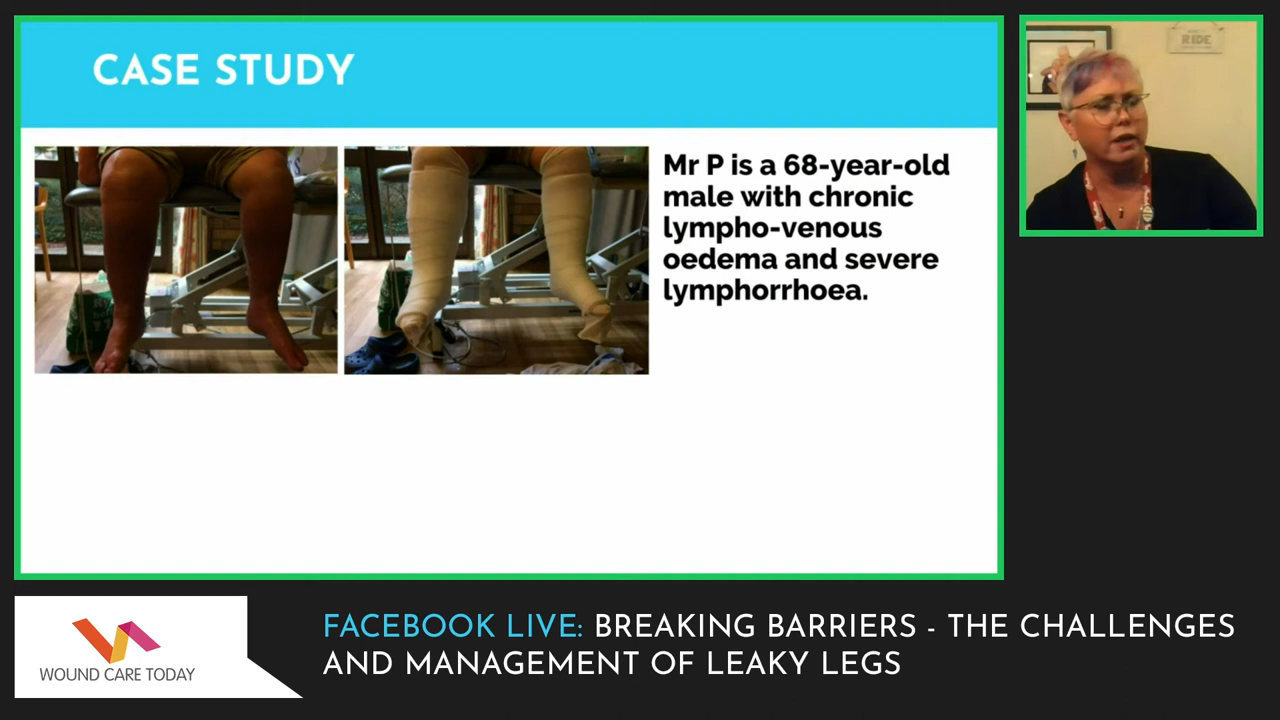 CASE STUDY
Mr P is a 68-year-old
male with chronic
lympho-venous
oedema and severe
lymphorrhoea.
RIDE
WOUND CARE TODAY
FACEBOOK LIVE: BREAKING BARRIERS - THE CHALLENGES
AND MANAGEMENT OF LEAKY LEGS